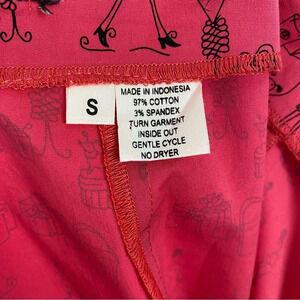 S
MADE IN INDONESIA
97% COTTON
3% SPANDEX
TURN GARMENT
INSIDE OUT
GENTLE CYCLE
NO DRYER